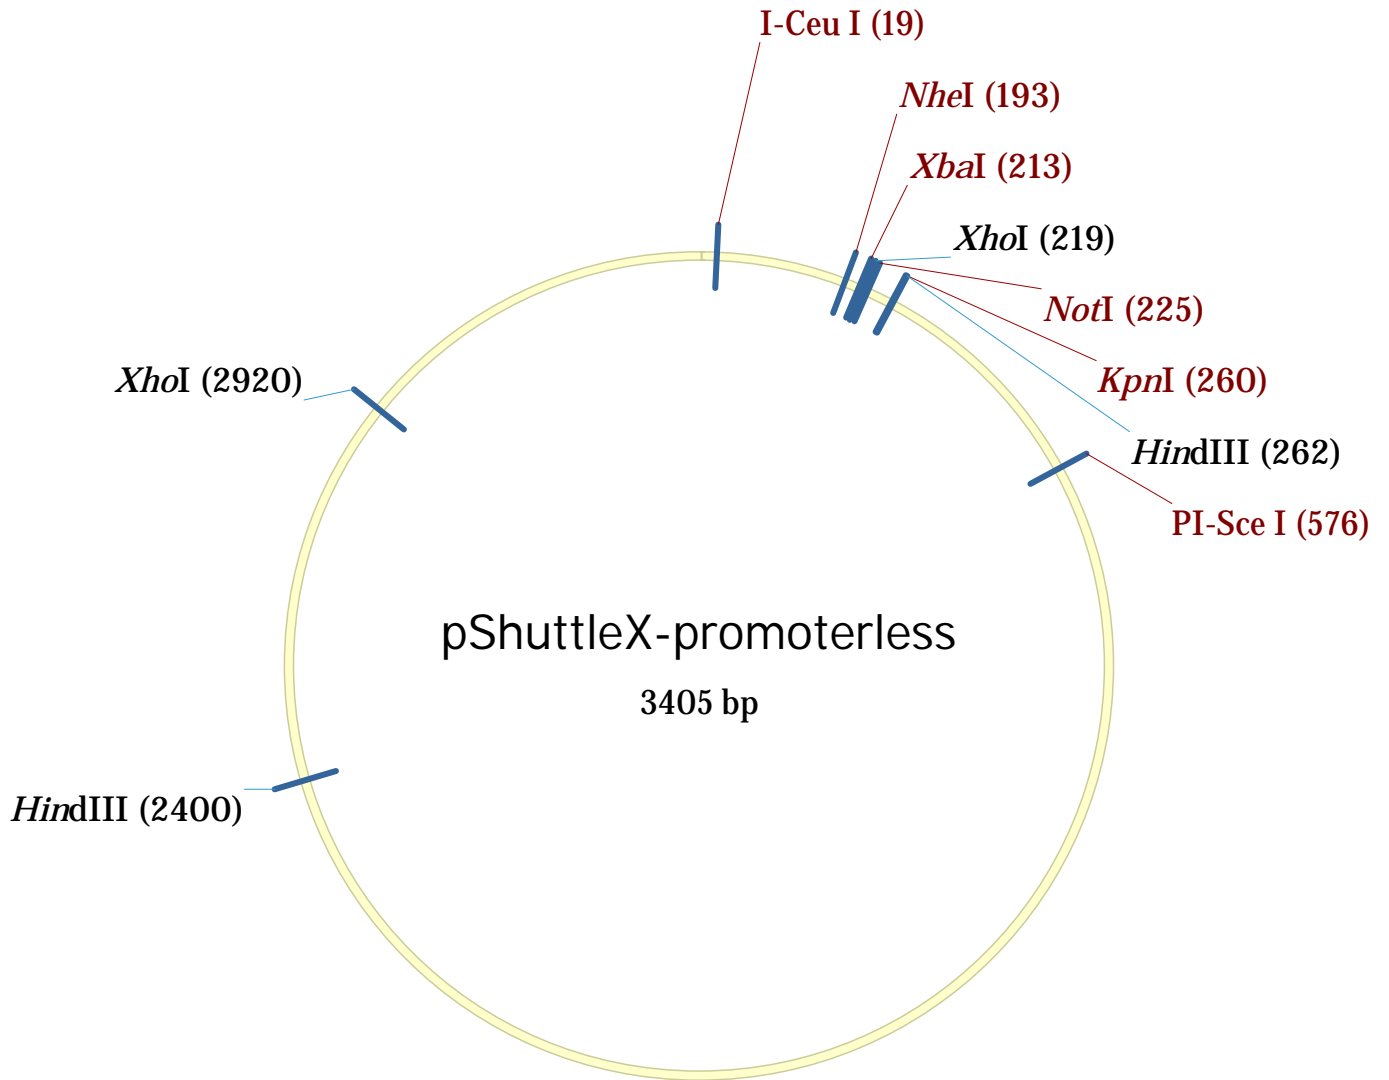 I-Ceu I (19)
NheI (193)
XbaI (213)
XhoI (219)
NotI (225)
KpnI (260)
HindIII (262)
PI-Sce I (576)
XhoI (2920)
pShuttleX-promoterless
3405 bp
HindIII (2400)